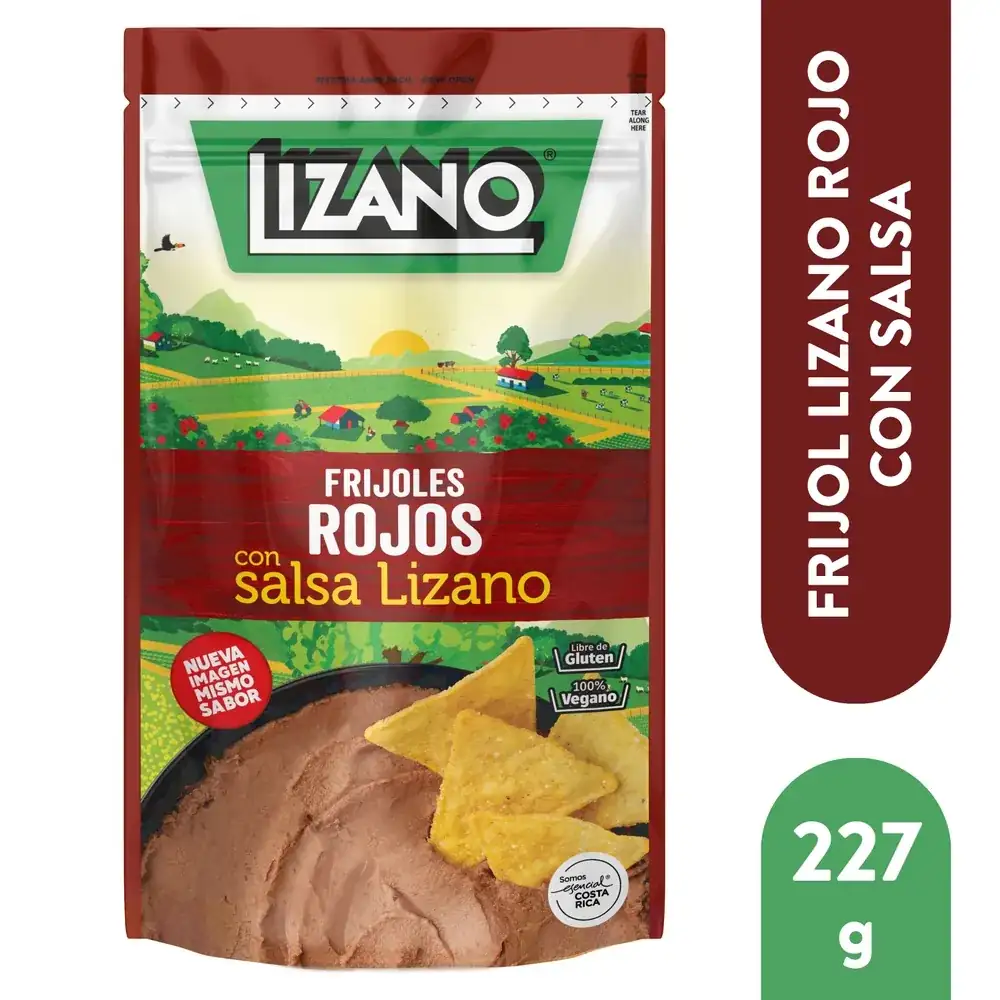 TEAR
ALONG
HERE
LIZANO®
FRIJOLES
ROJOS
con
salsa Lizano
NUEVA
IMAGEN
MISMO
SABOR
Libre de
Gluten
100%
Vegano
Somos
esencial®
COSTA
RICA
FRIJOL LIZANO ROJO
CON SALSA
227
g